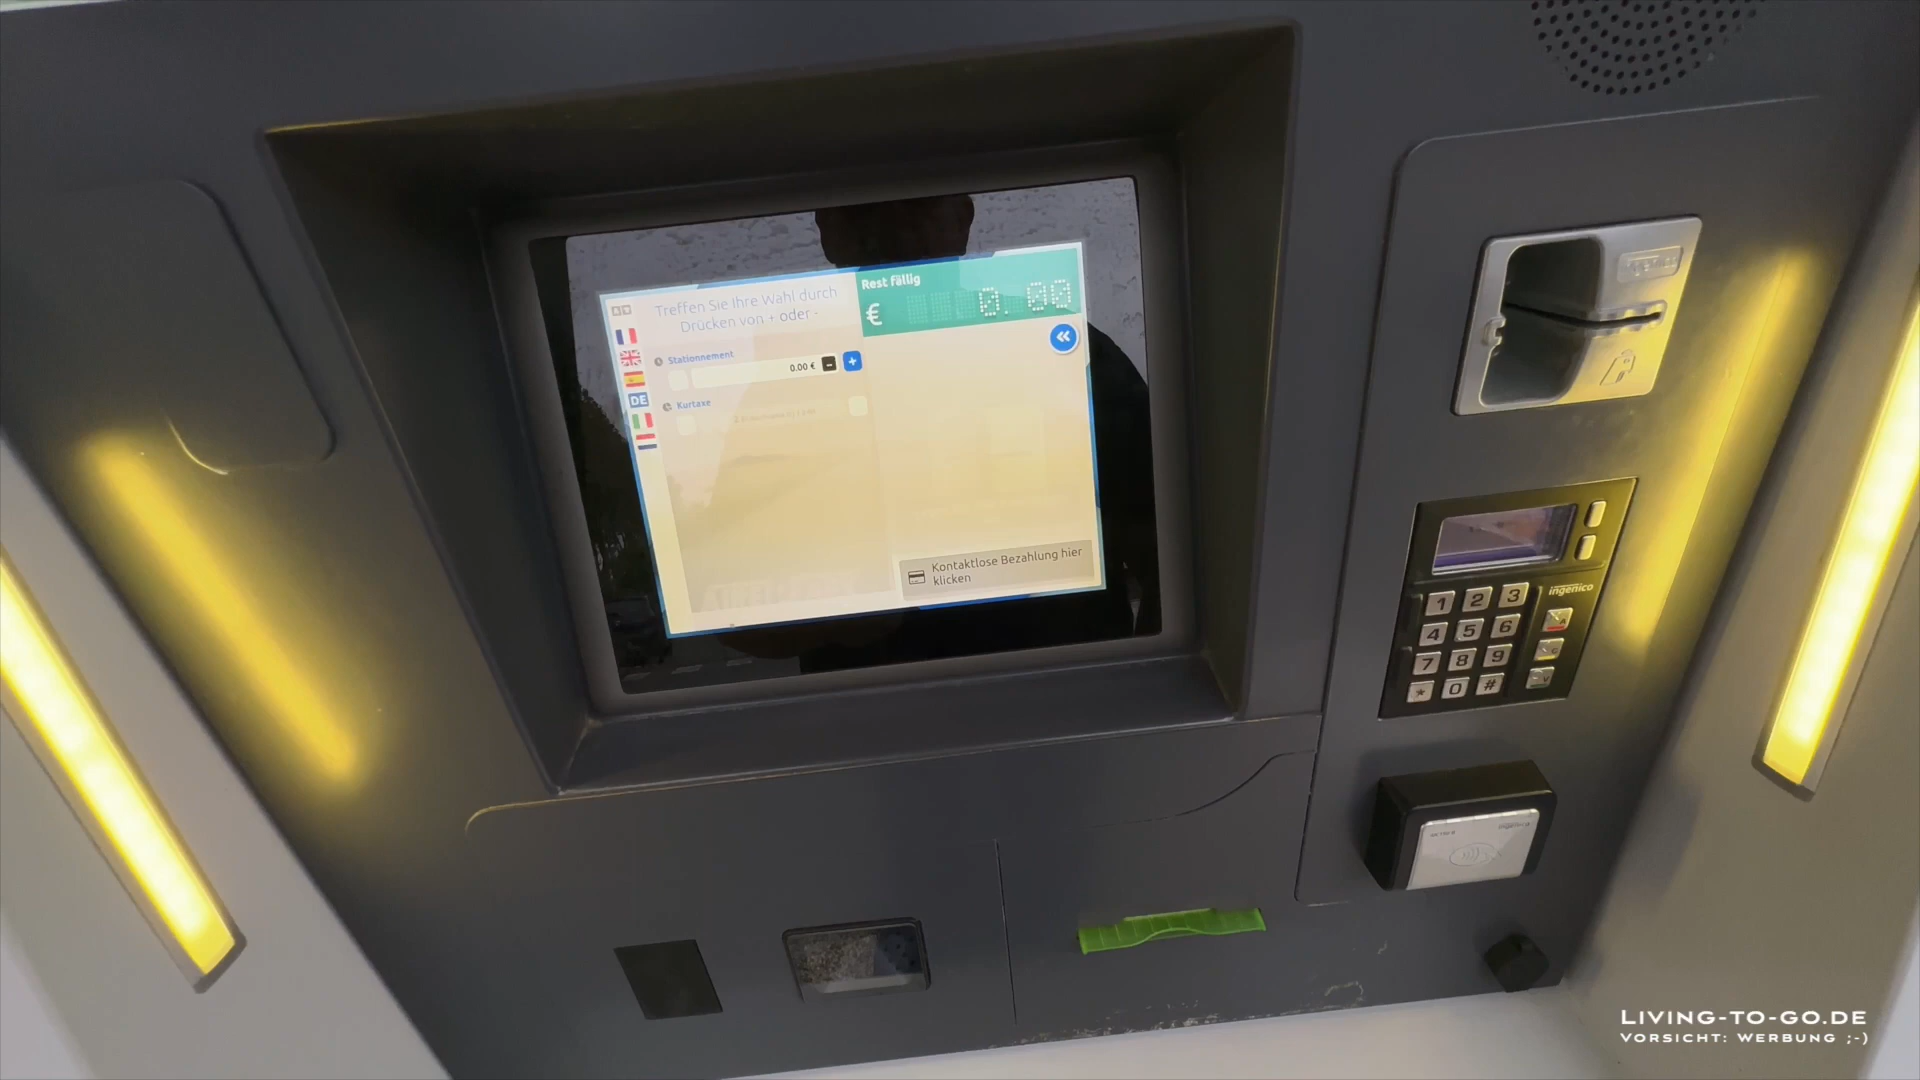 Treffen Sie Ihre Wahl durch
Drücken von + oder -
Rest fällig
€ 0.00
Stationnement
0.00 € - +
DE
Kurtaxe
Kontaktlose Bezahlung hier
klicken
ingenico
ingenico
1 2 3
4 5 6
7 8 9
* 0 #
ingenico
LIVING-TO-GO.DE
VORSICHT: WERBUNG ;-)